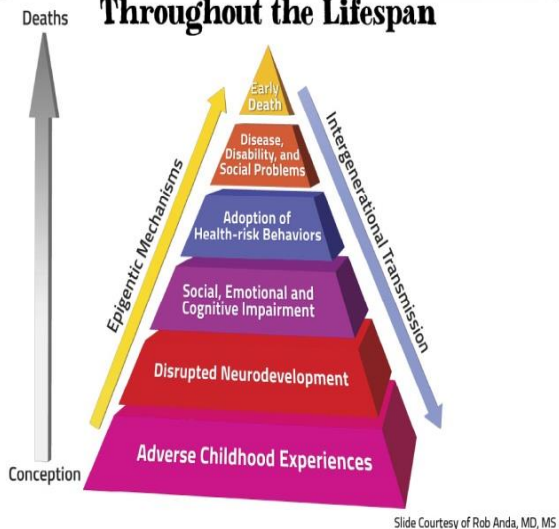 Throughout the Lifespan
Deaths
Early
Death
Disease,
Disability, and
Social Problems
Adoption of
Health-risk Behaviors
Social, Emotional and
Cognitive Impairment
Disrupted Neurodevelopment
Adverse Childhood Experiences
Epigentic Mechanisms
Intergenerational Transmission
Conception
Slide Courtesy of Rob Anda, MD, MS